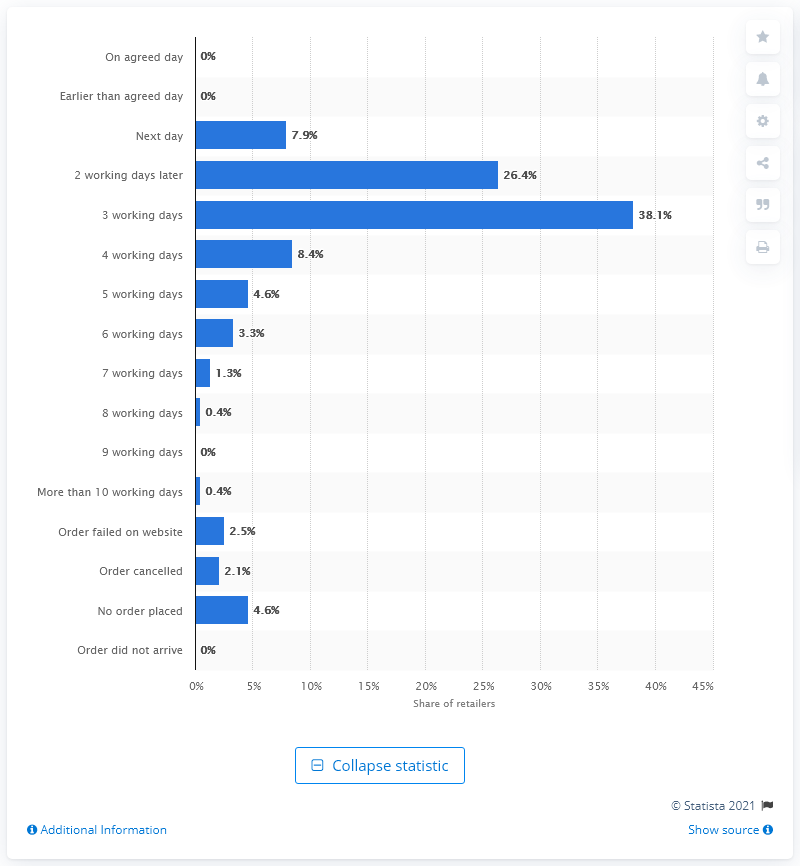 On agreed day 0%
Earlier than agreed day 0%
Next day 7.9%
2 working days later 26.4%
3 working days 38.1%
4 working days 8.4%
5 working days 4.6%
6 working days 3.3%
7 working days 1.3%
8 working days 0.4%
9 working days 0%
More than 10 working days 0.4%
Order failed on website 2.5%
Order cancelled 2.1%
No order placed 4.6%
Order did not arrive 0%
0% 5% 10% 15% 20% 25% 30% 35% 40% 45%
Share of retailers
Collapse statistic
© Statista 2021
Additional Information Show source